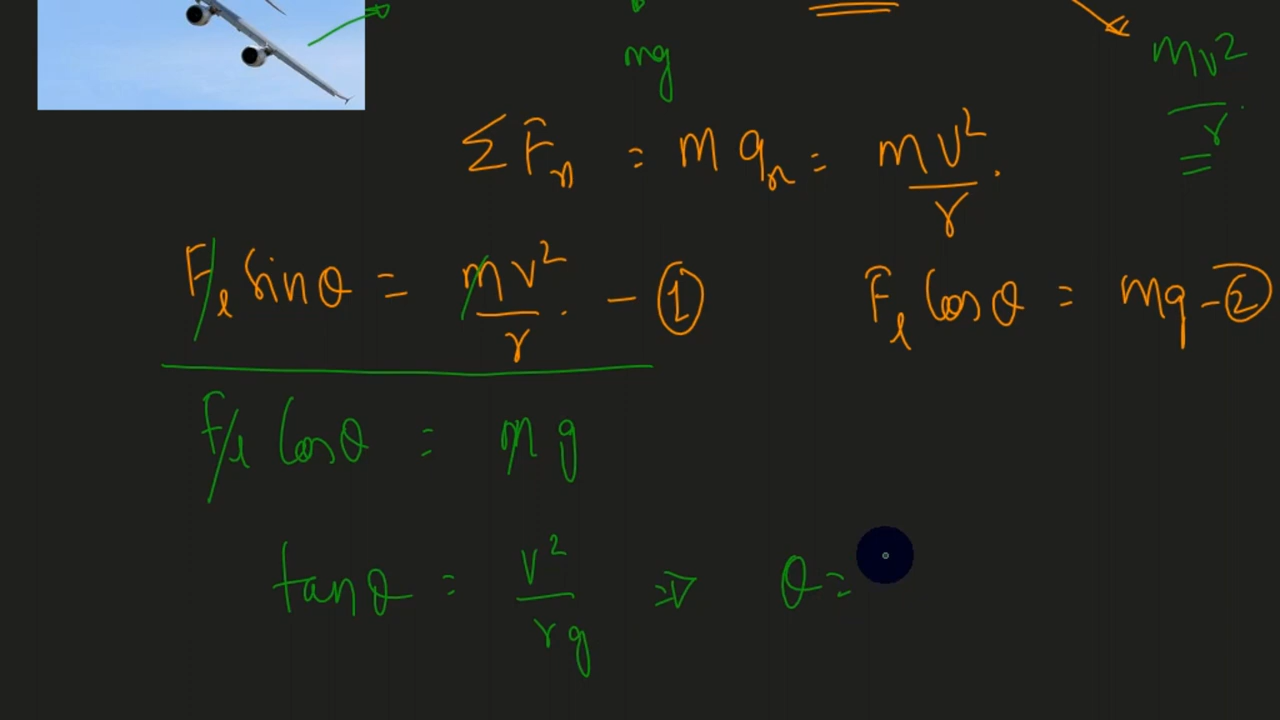 mg
mv²/r
ΣFₙ = m aₙ = mv²/r.
Fₗ sinθ = mv²/r. - ①
Fₗ cosθ = mg - ②
Fₗ cosθ = mg
tanθ = v²/rg ⇒ θ =